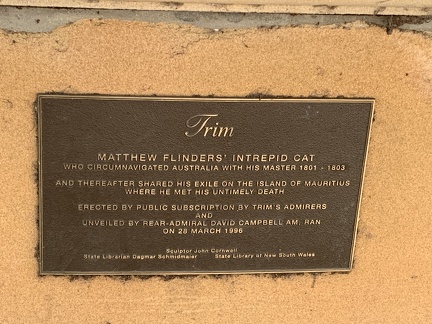 Trim
MATTHEW FLINDERS' INTREPID CAT
WHO CIRCUMNAVIGATED AUSTRALIA WITH HIS MASTER 1801 - 1803
AND THEREAFTER SHARED HIS EXILE ON THE ISLAND OF MAURITIUS
WHERE HE MET HIS UNTIMELY DEATH
ERECTED BY PUBLIC SUBSCRIPTION BY TRIM'S ADMIRERS
AND
UNVEILED BY REAR-ADMIRAL DAVID CAMPBELL AM, RAN
ON 28 MARCH 1996
Sculptor John Cornwell
State Librarian Dagmar Schmidmaier State Library of New South Wales